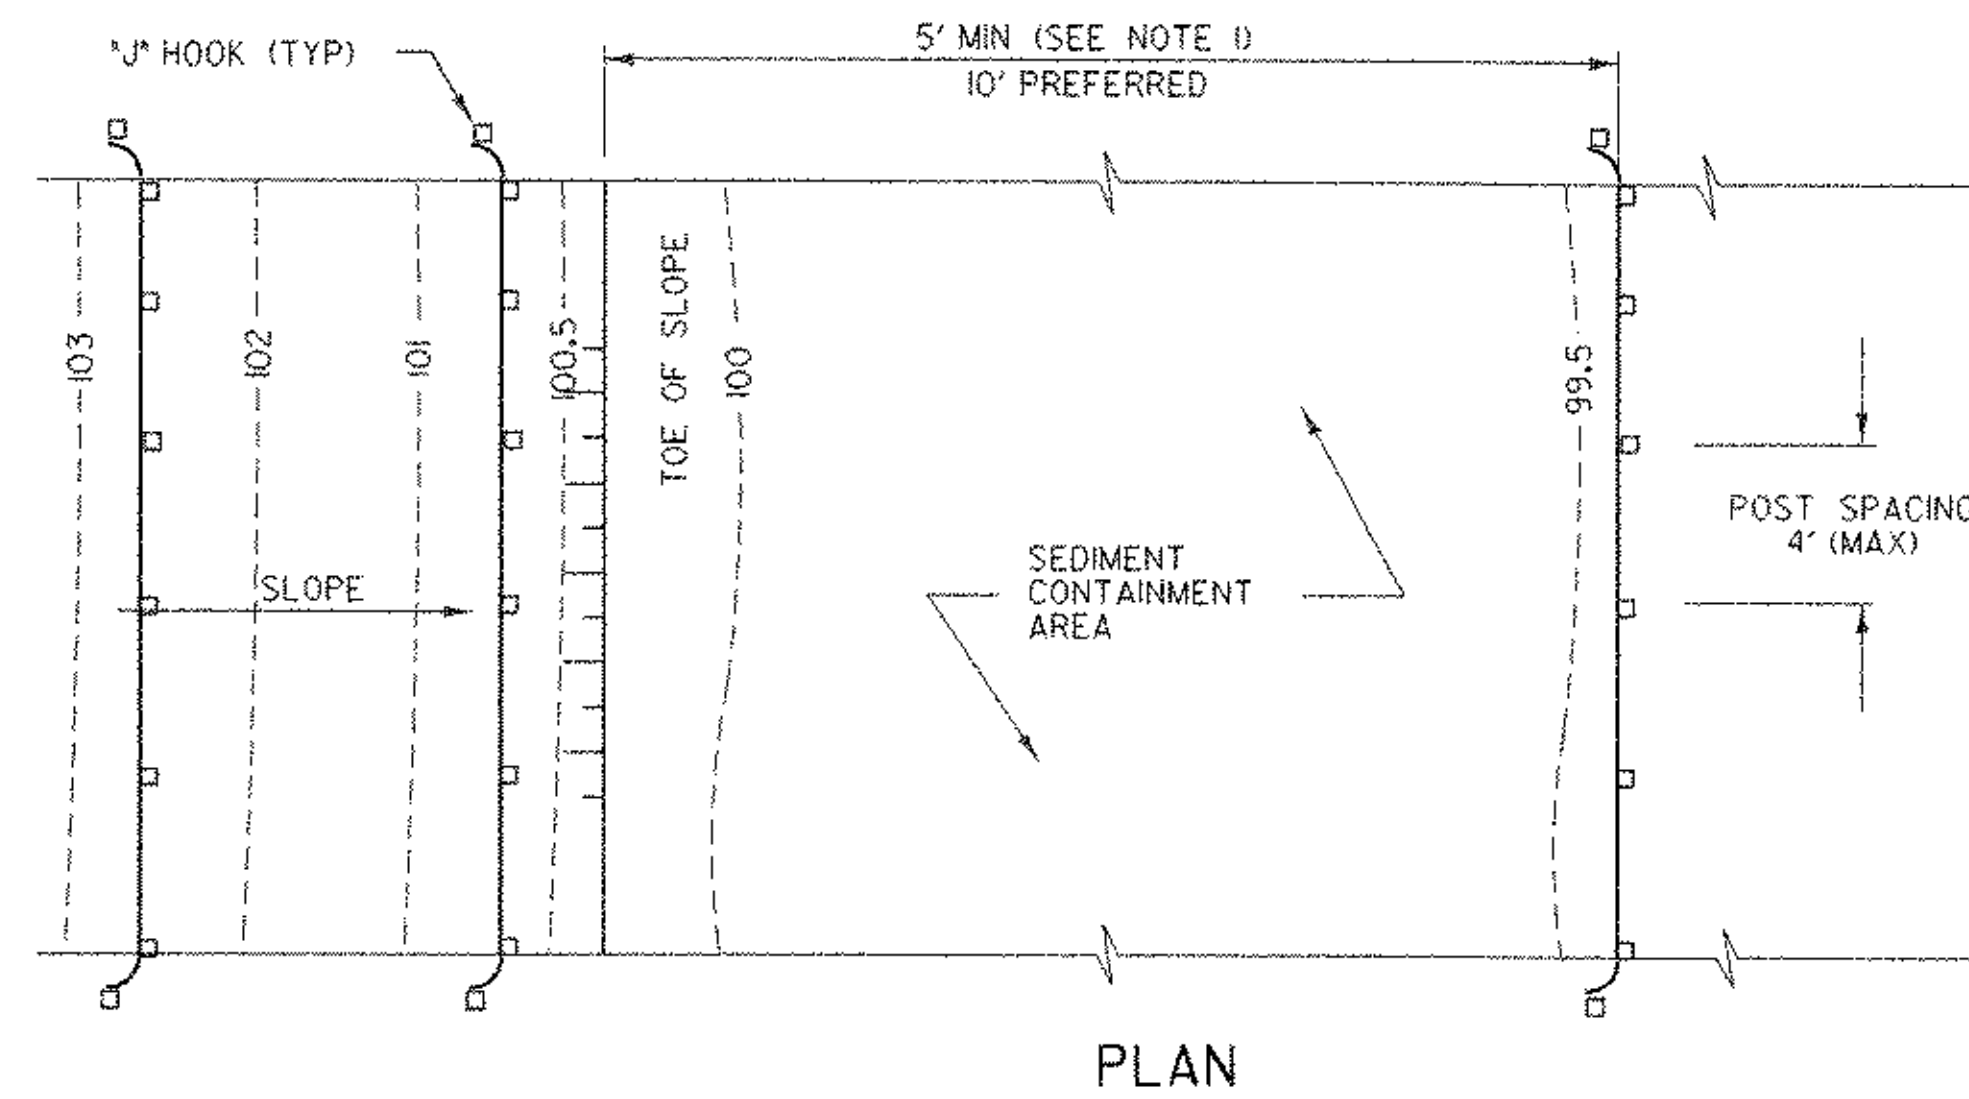 "J" HOOK (TYP)
5' MIN (SEE NOTE 1)
10' PREFERRED
103
102
101
100.5
TOE OF SLOPE
100
99.5
SLOPE
SEDIMENT
CONTAINMENT
AREA
POST SPACING
4' (MAX)
PLAN